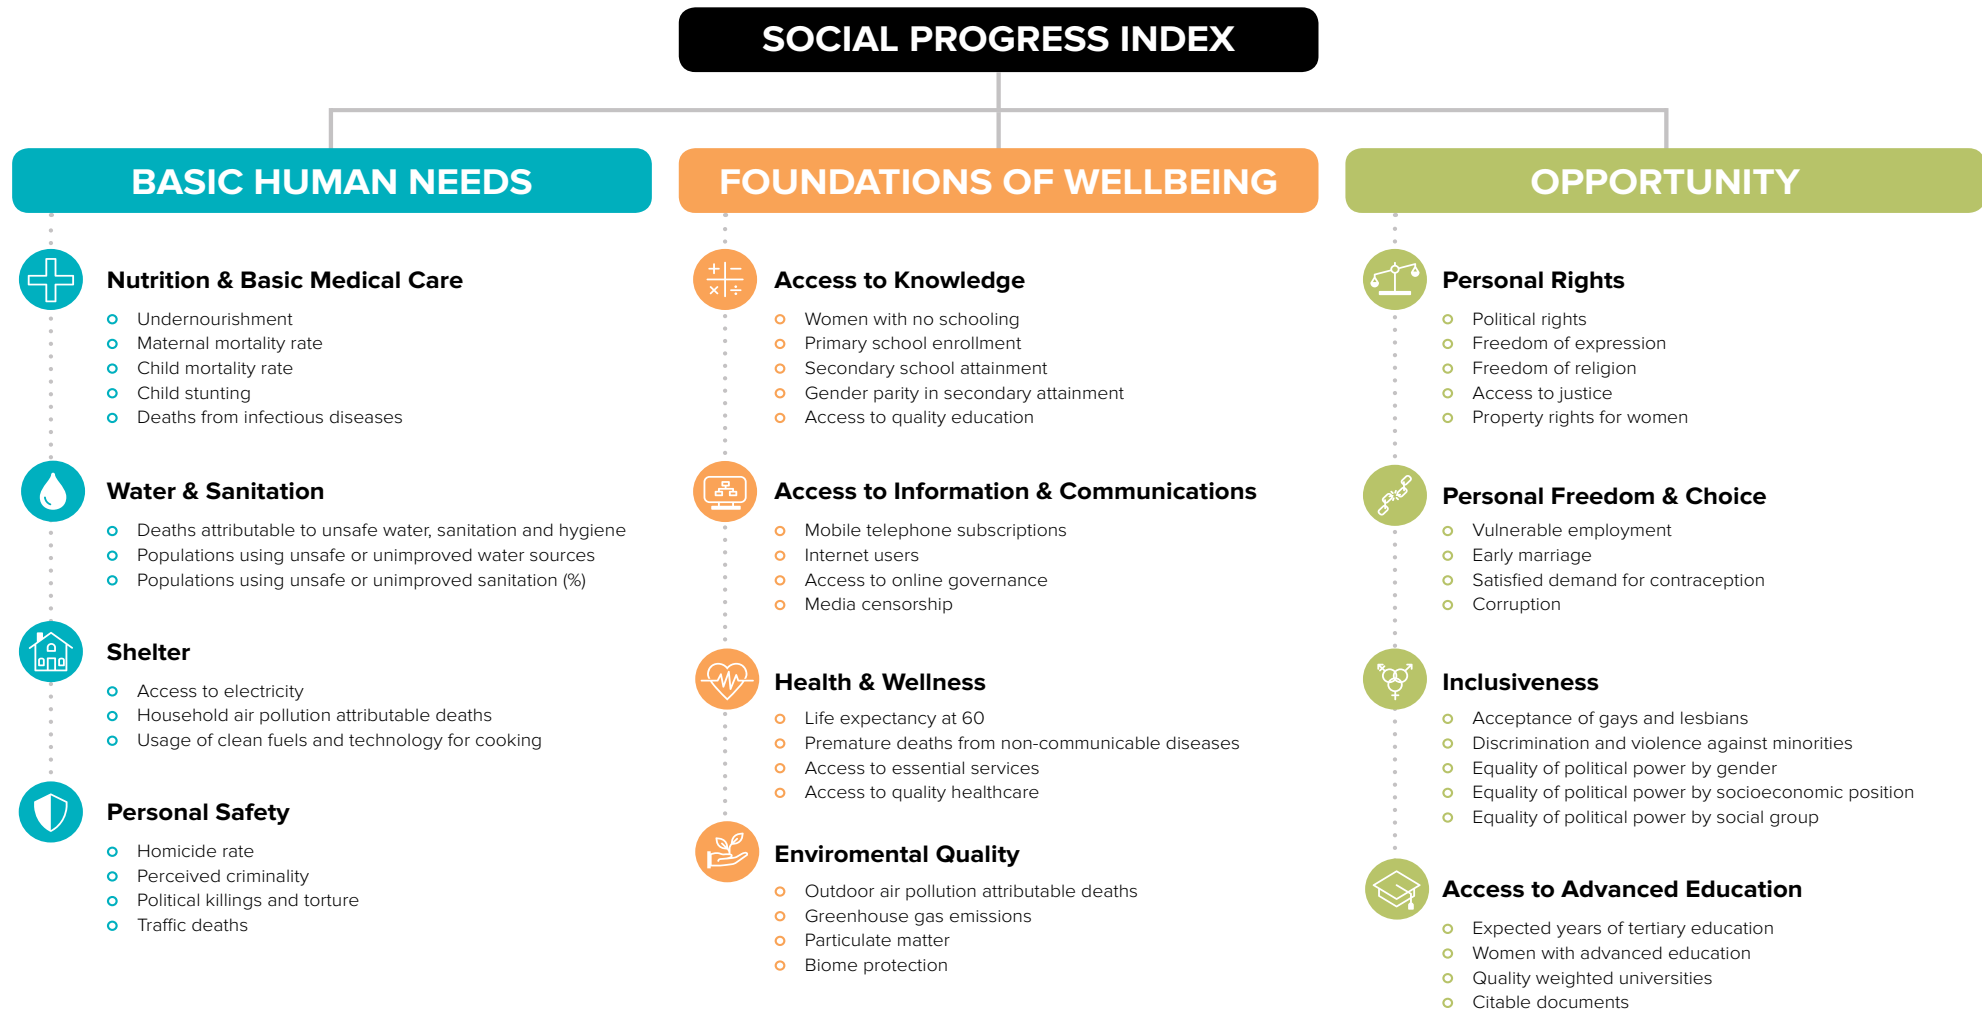 SOCIAL PROGRESS INDEX
BASIC HUMAN NEEDS
Nutrition & Basic Medical Care
Undernourishment
Maternal mortality rate
Child mortality rate
Child stunting
Deaths from infectious diseases
Water & Sanitation
Deaths attributable to unsafe water, sanitation and hygiene
Populations using unsafe or unimproved water sources
Populations using unsafe or unimproved sanitation (%)
Shelter
Access to electricity
Household air pollution attributable deaths
Usage of clean fuels and technology for cooking
Personal Safety
Homicide rate
Perceived criminality
Political killings and torture
Traffic deaths
FOUNDATIONS OF WELLBEING
Access to Knowledge
Women with no schooling
Primary school enrollment
Secondary school attainment
Gender parity in secondary attainment
Access to quality education
Access to Information & Communications
Mobile telephone subscriptions
Internet users
Access to online governance
Media censorship
Health & Wellness
Life expectancy at 60
Premature deaths from non-communicable diseases
Access to essential services
Access to quality healthcare
Enviromental Quality
Outdoor air pollution attributable deaths
Greenhouse gas emissions
Particulate matter
Biome protection
OPPORTUNITY
Personal Rights
Political rights
Freedom of expression
Freedom of religion
Access to justice
Property rights for women
Personal Freedom & Choice
Vulnerable employment
Early marriage
Satisfied demand for contraception
Corruption
Inclusiveness
Acceptance of gays and lesbians
Discrimination and violence against minorities
Equality of political power by gender
Equality of political power by socioeconomic position
Equality of political power by social group
Access to Advanced Education
Expected years of tertiary education
Women with advanced education
Quality weighted universities
Citable documents